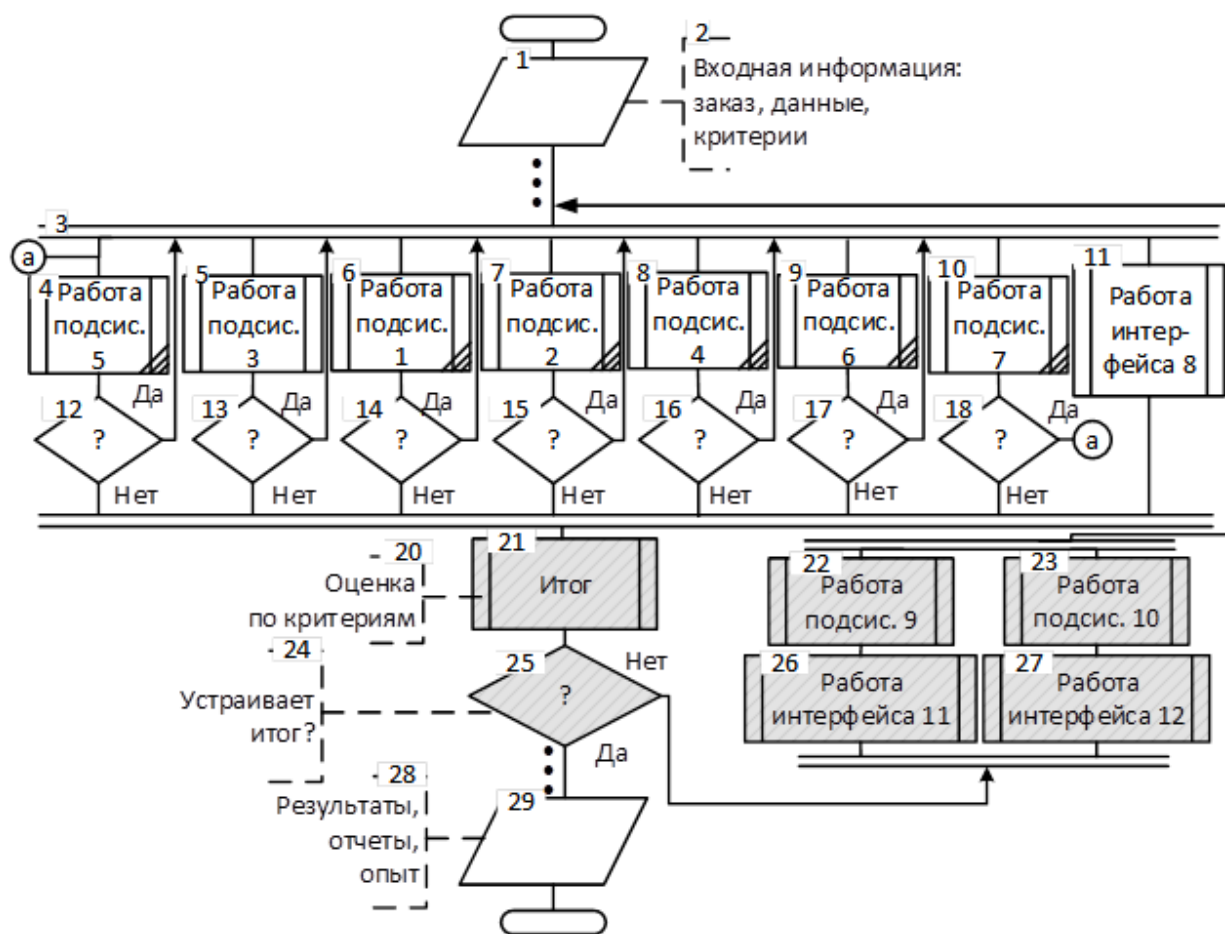 1
2
Входная информация:
заказ, данные,
критерии
3
а
4
Работа
подсис.
5
5
Работа
подсис.
3
6
Работа
подсис.
1
7
Работа
подсис.
2
8
Работа
подсис.
4
9
Работа
подсис.
6
10
Работа
подсис.
7
11
Работа
интер-
фейса 8
12
?
Да
Нет
13
?
Да
Нет
14
?
Да
Нет
15
?
Да
Нет
16
?
Да
Нет
17
?
Да
Нет
18
?
Да
а
Нет
20
Оценка
по критериям
21
Итог
22
Работа
подсис. 9
23
Работа
подсис. 10
24
Устраивает
итог?
25
?
Нет
Да
26
Работа
интерфейса 11
27
Работа
интерфейса 12
28
Результаты,
отчеты,
опыт
29